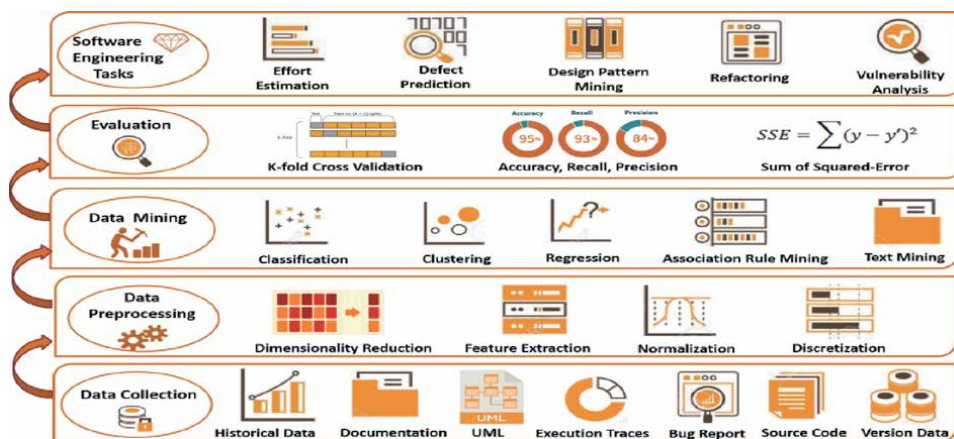 Software
Engineering
Tasks
Effort
Estimation
Defect
Prediction
Design Pattern
Mining
Refactoring
Vulnerability
Analysis
Evaluation
K-fold Cross Validation
Accuracy
Recall
Precision
95%
93%
84%
Accuracy, Recall, Precision
SSE = ∑(y − y')²
Sum of Squared-Error
Data Mining
Classification
Clustering
Regression
Association Rule Mining
Text Mining
Data
Preprocessing
Dimensionality Reduction
Feature Extraction
Normalization
Discretization
Data Collection
Historical Data
Documentation
UML
UML
Execution Traces
Bug Report
Source Code
Version Data